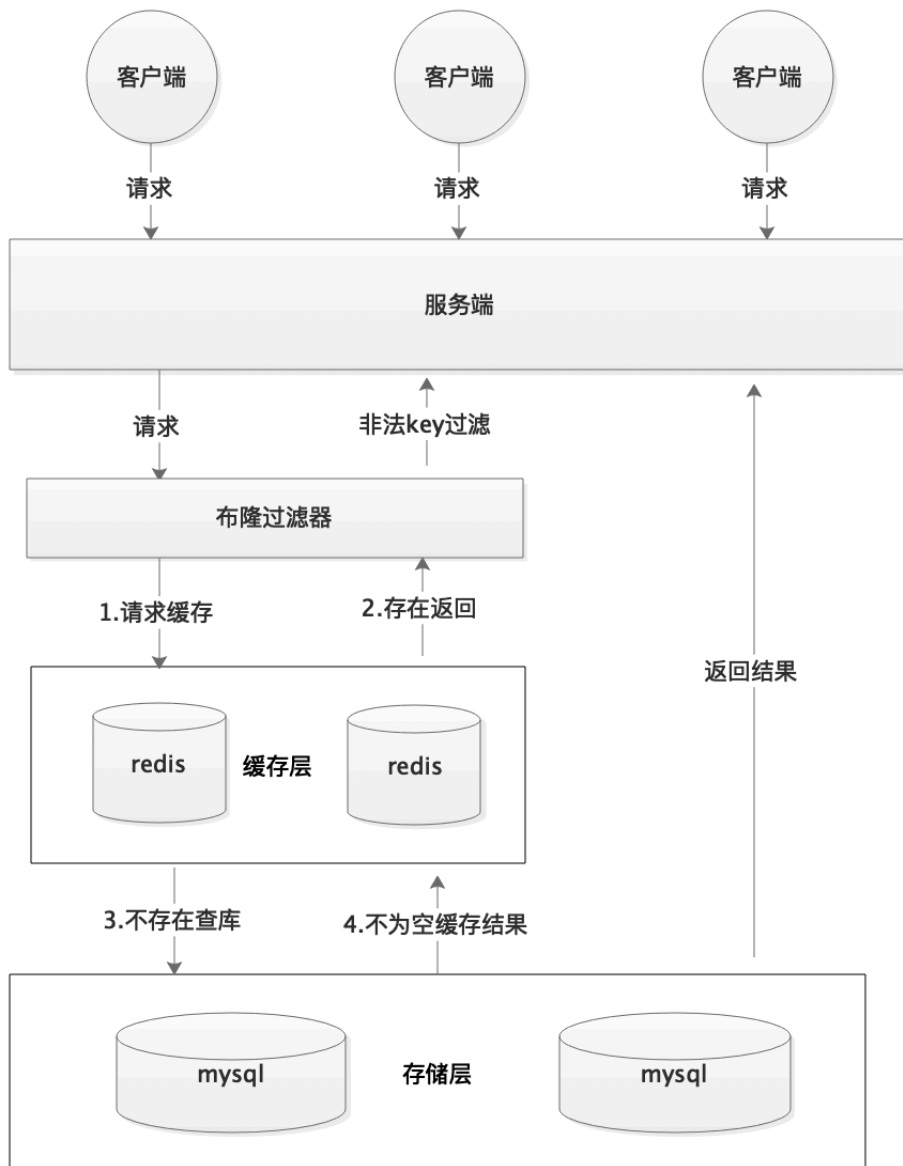 客户端
客户端
客户端
请求
请求
请求
服务端
请求
非法key过滤
布隆过滤器
1.请求缓存
2.存在返回
返回结果
redis
缓存层
redis
3.不存在查库
4.不为空缓存结果
mysql
存储层
mysql